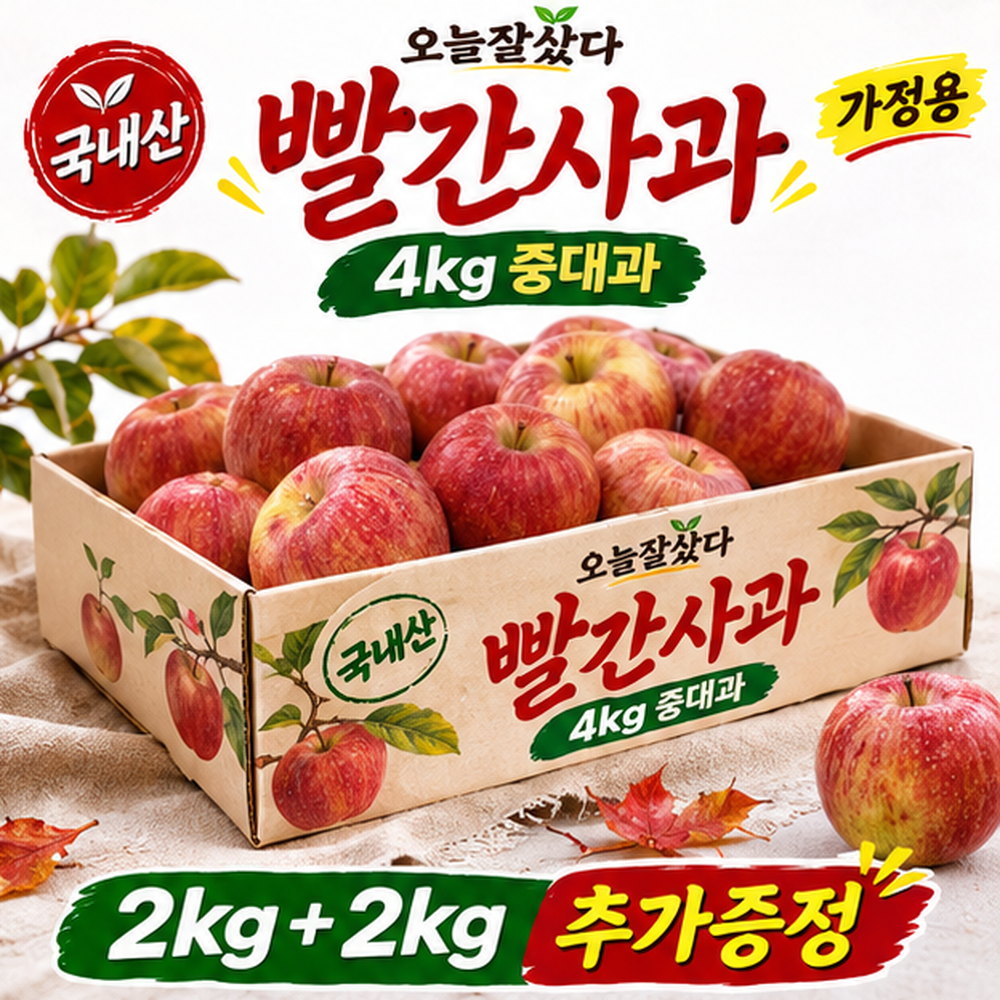 오늘잘샀다
국내산
빨간사과
가정용
4kg 중대과
오늘잘샀다
국내산
빨간사과
4kg 중대과
2kg+2kg 추가증정